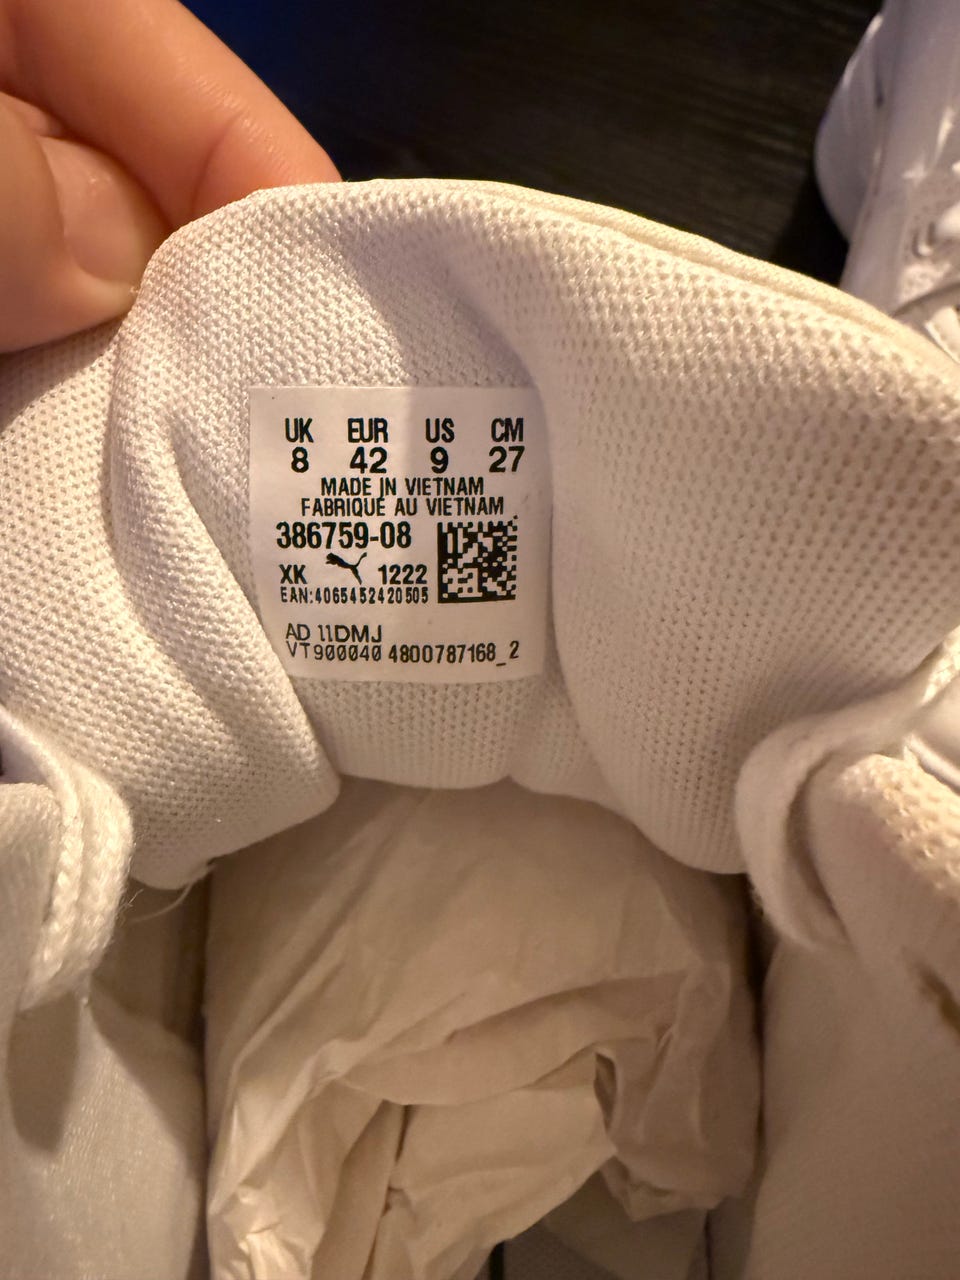 UK EUR US CM
8 42 9 27
MADE IN VIETNAM
FABRIQUÉ AU VIETNAM
386759-08
XK 1222
EAN:4065452420505
AD 11DMJ
VT900040 4800787168_2